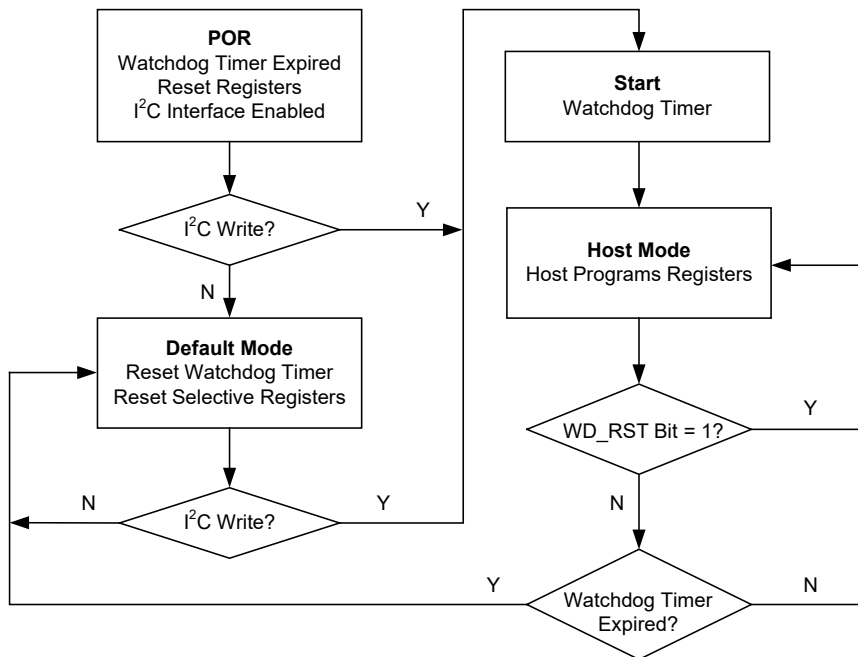 POR
Watchdog Timer Expired
Reset Registers
I²C Interface Enabled
I²C Write?
Y
N
Default Mode
Reset Watchdog Timer
Reset Selective Registers
N
I²C Write?
Y
Start
Watchdog Timer
Host Mode
Host Programs Registers
WD_RST Bit = 1?
Y
N
Y
Watchdog Timer
Expired?
N